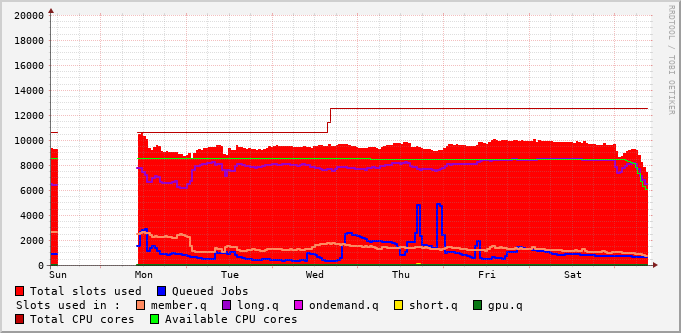 20000
18000
16000
14000
12000
10000
8000
6000
4000
2000
0
Sun Mon Tue Wed Thu Fri Sat
Total slots used Queued Jobs
Slots used in : member.q long.q ondemand.q short.q gpu.q
Total CPU cores Available CPU cores
RRDTOOL / TOBI OETIKER